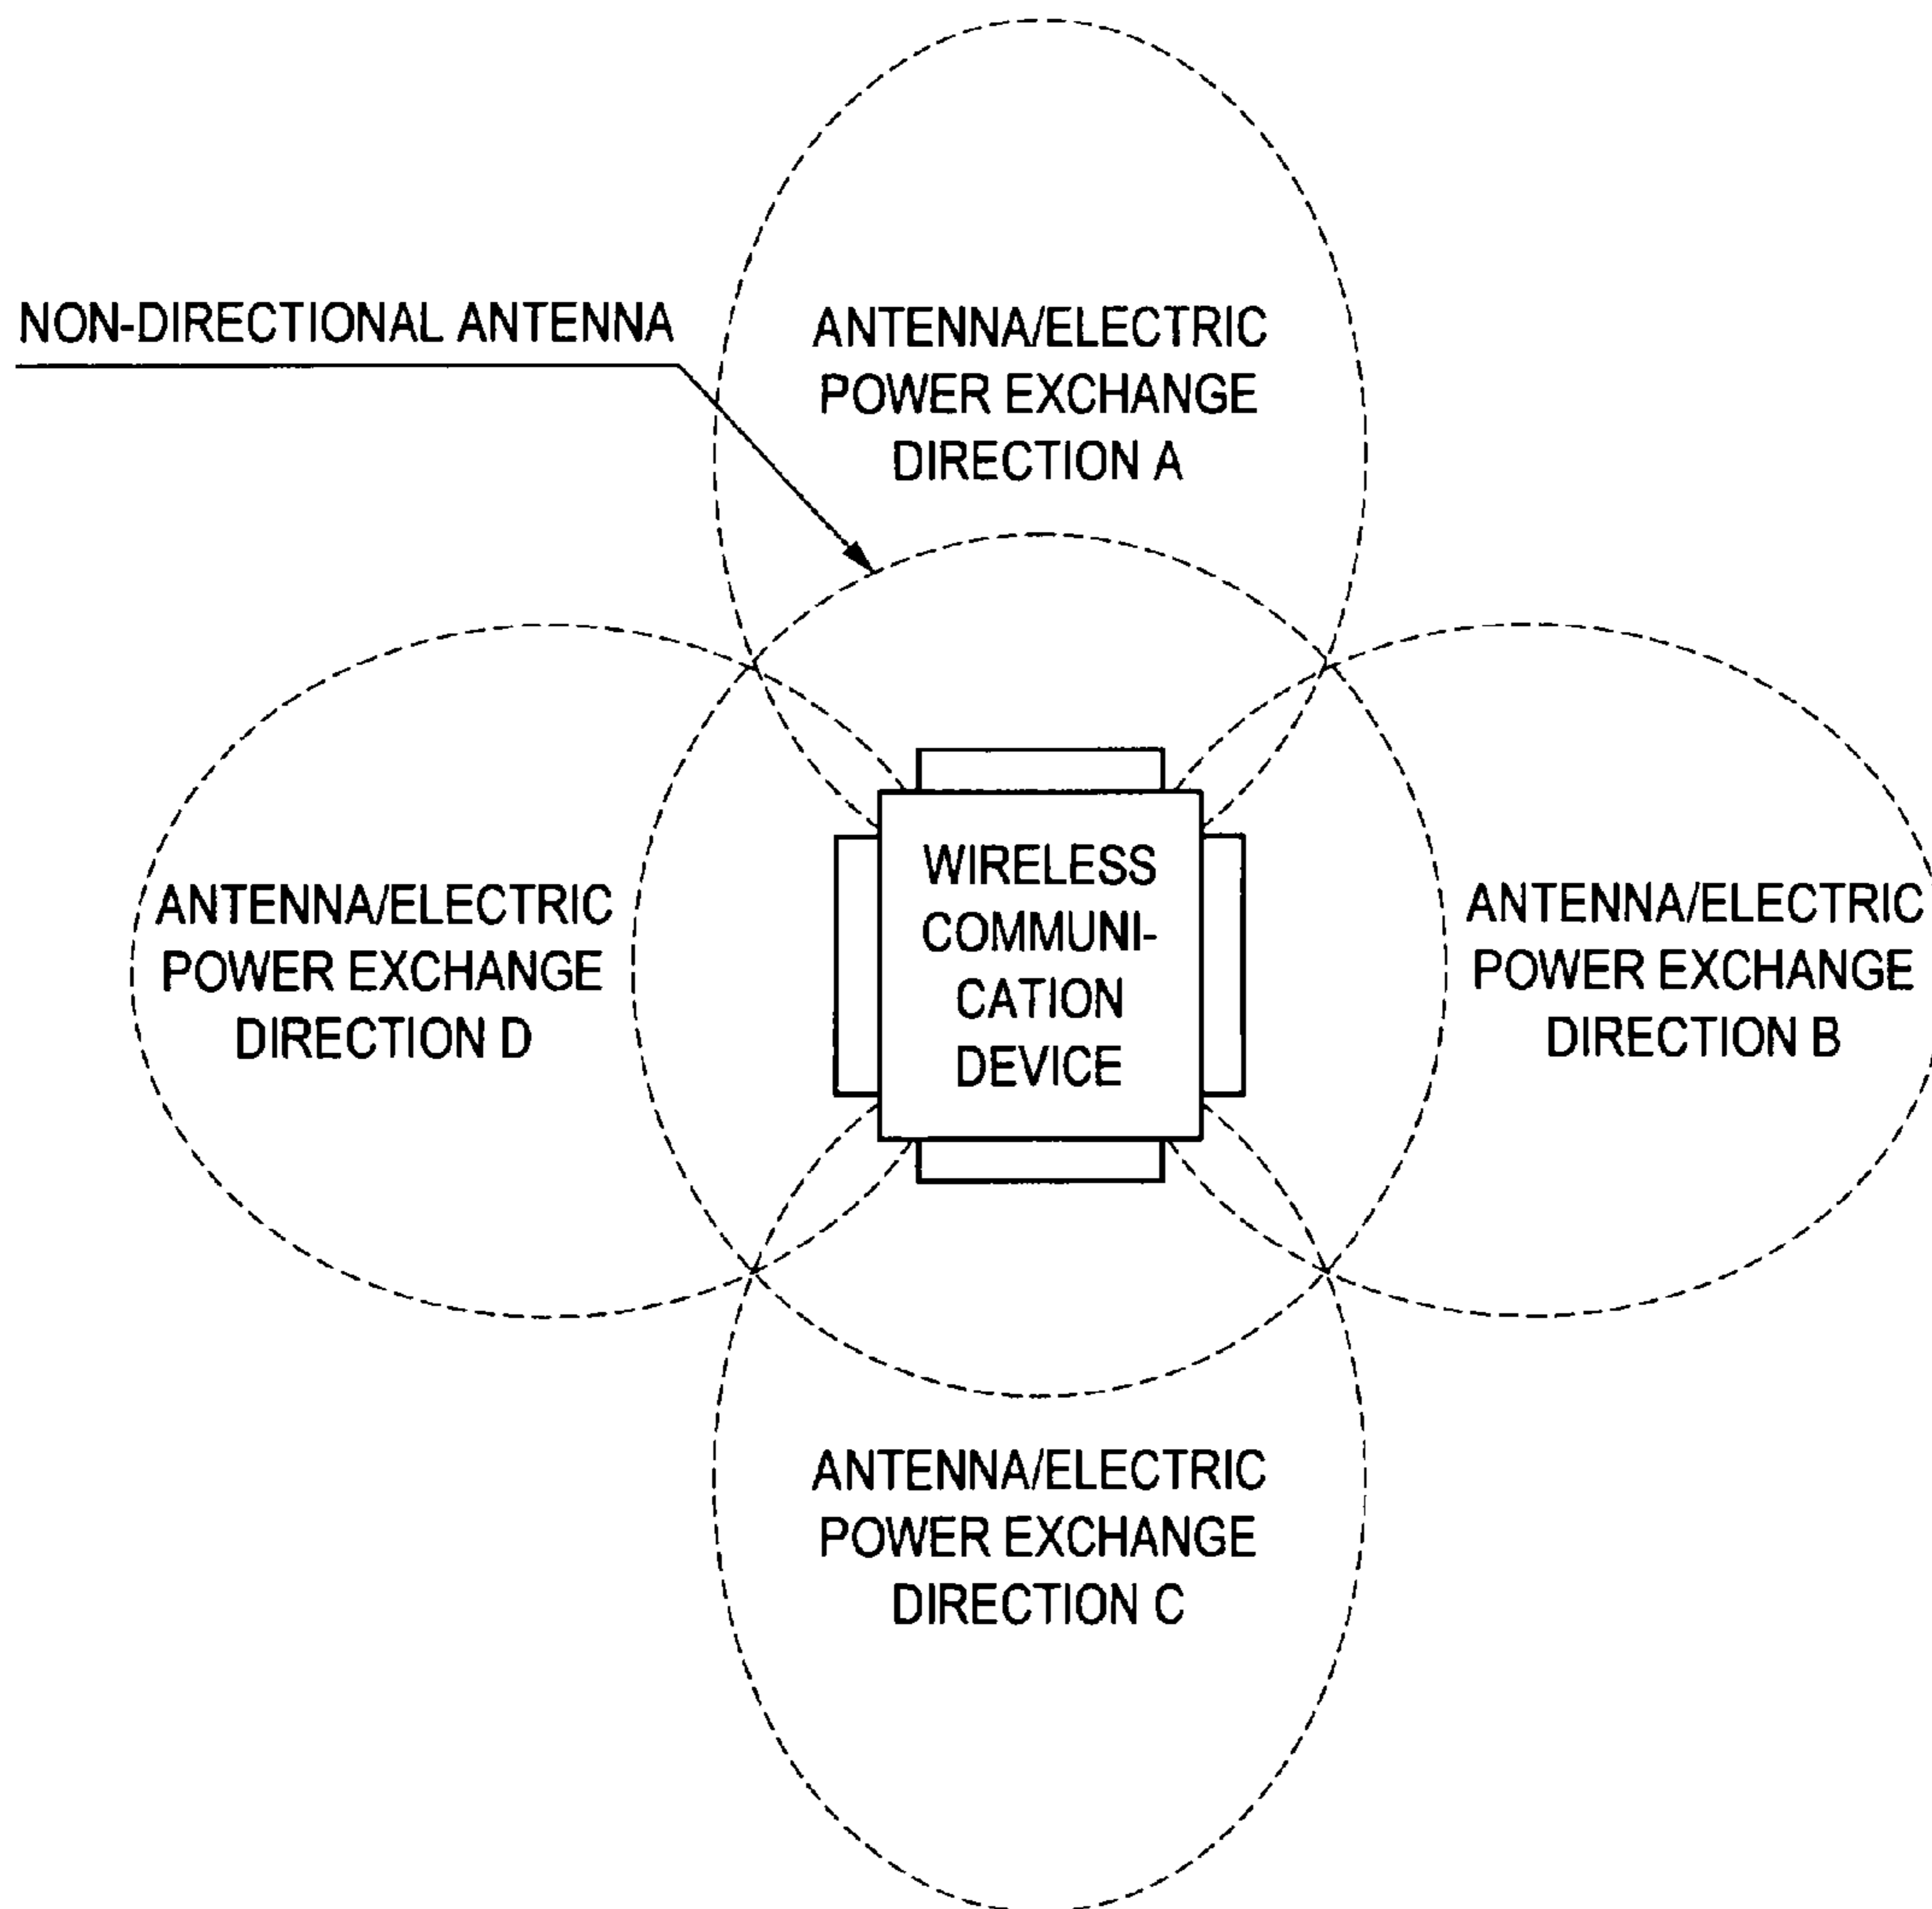 NON-DIRECTIONAL ANTENNA
ANTENNA/ELECTRIC
POWER EXCHANGE
DIRECTION A
ANTENNA/ELECTRIC
POWER EXCHANGE
DIRECTION D
WIRELESS
COMMUNI-
CATION
DEVICE
ANTENNA/ELECTRIC
POWER EXCHANGE
DIRECTION B
ANTENNA/ELECTRIC
POWER EXCHANGE
DIRECTION C